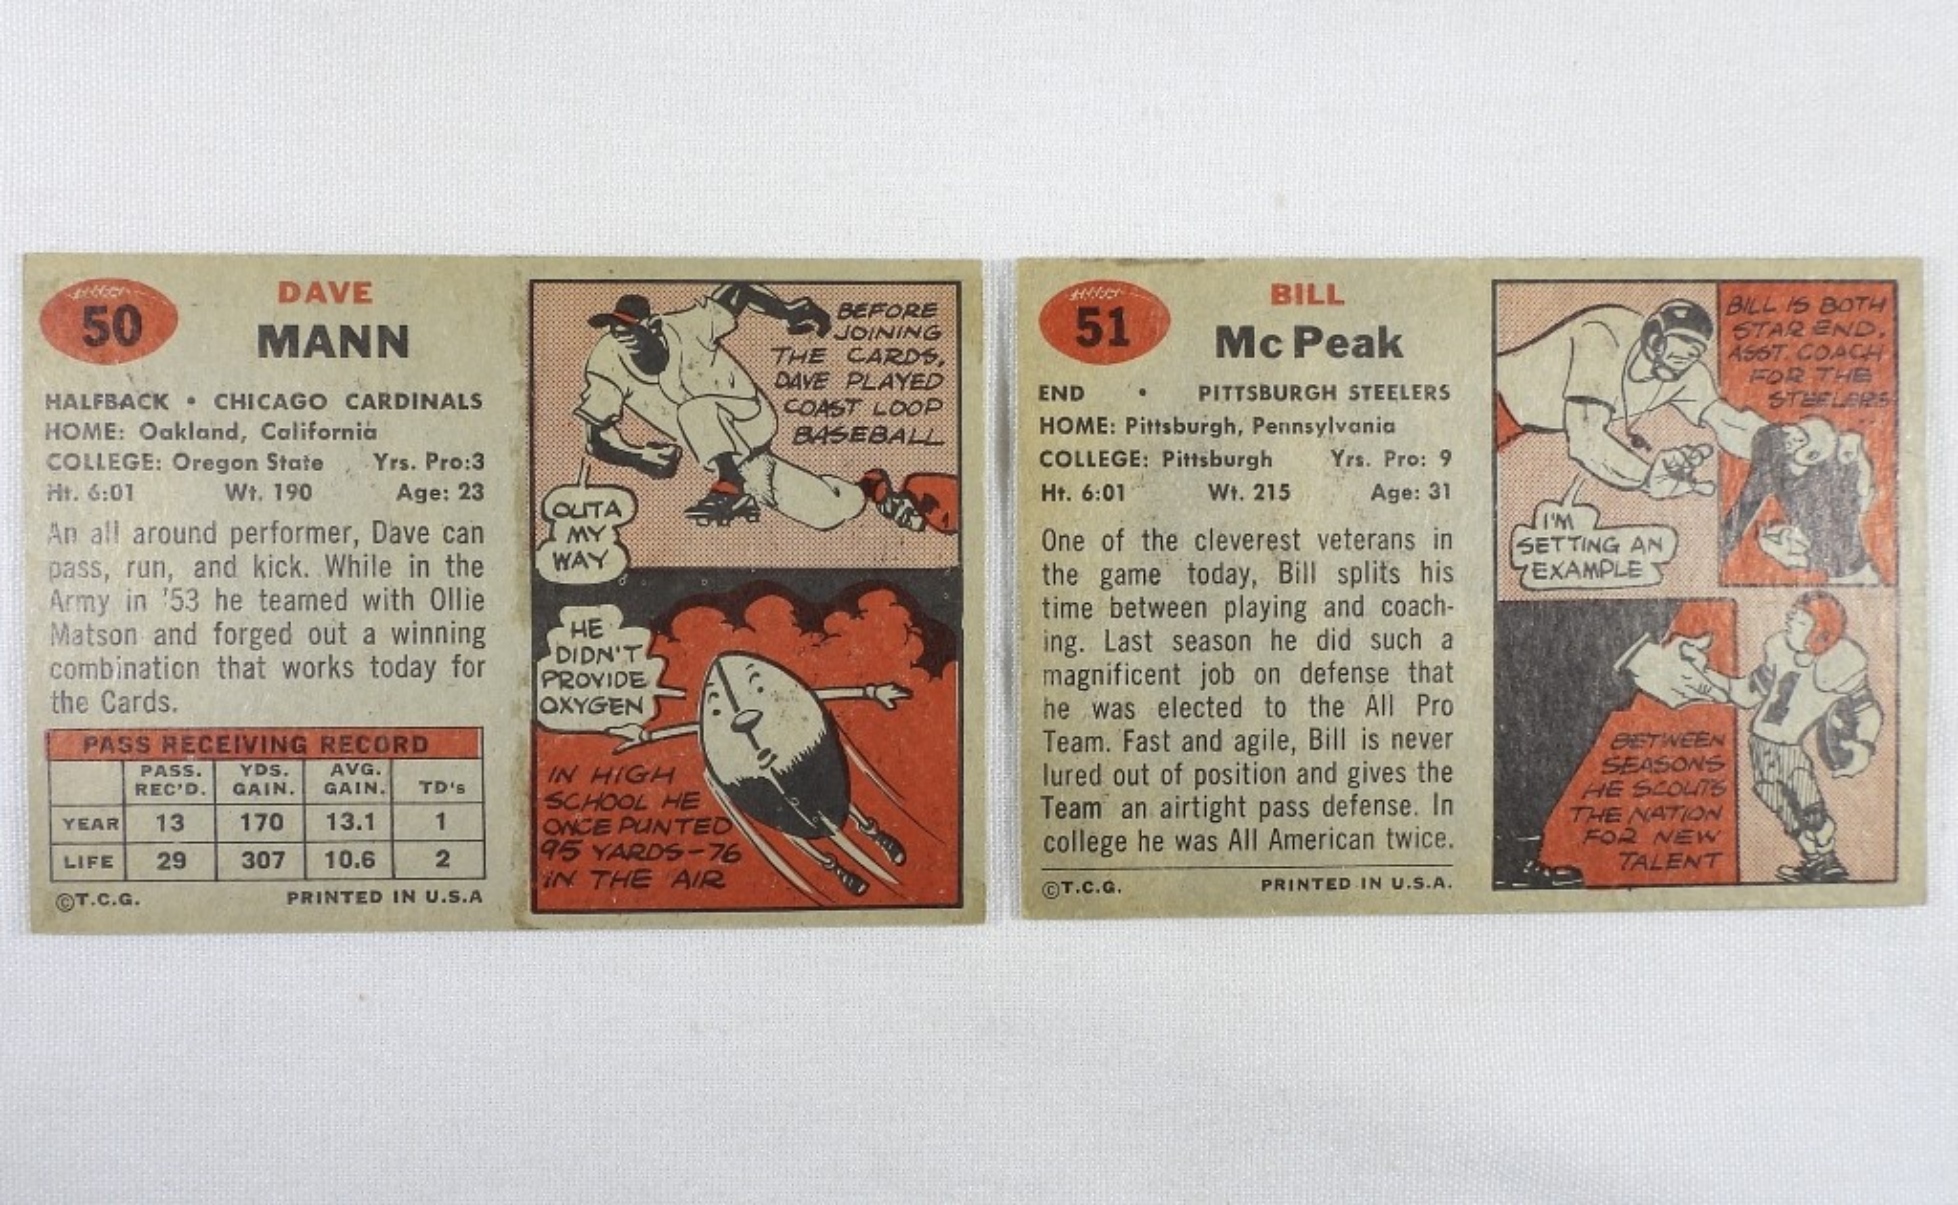 50
DAVE
MANN
HALFBACK • CHICAGO CARDINALS
HOME: Oakland, California
COLLEGE: Oregon State Yrs. Pro:3
Ht. 6:01 Wt. 190 Age: 23
An all around performer, Dave can
pass, run, and kick. While in the
Army in '53 he teamed with Ollie
Matson and forged out a winning
combination that works today for
the Cards.
PASS RECEIVING RECORD
PASS. REC'D. YDS. GAIN. AVG. GAIN. TD's
YEAR 13 170 13.1 1
LIFE 29 307 10.6 2
©T.C.G. PRINTED IN U.S.A
BEFORE
JOINING
THE CARDS,
DAVE PLAYED
COAST LOOP
BASEBALL
OUTA
MY
WAY
HE
DIDN'T
PROVIDE
OXYGEN
IN HIGH
SCHOOL HE
ONCE PUNTED
95 YARDS-76
IN THE AIR
51
BILL
McPeak
END • PITTSBURGH STEELERS
HOME: Pittsburgh, Pennsylvania
COLLEGE: Pittsburgh Yrs. Pro: 9
Ht. 6:01 Wt. 215 Age: 31
One of the cleverest veterans in
the game today, Bill splits his
time between playing and coach-
ing. Last season he did such a
magnificent job on defense that
he was elected to the All Pro
Team. Fast and agile, Bill is never
lured out of position and gives the
Team an airtight pass defense. In
college he was All American twice.
©T.C.G. PRINTED IN U.S.A.
BILL IS BOTH
STAR END,
ASST. COACH
FOR THE
STEELERS
I'M
SETTING AN
EXAMPLE
1
BETWEEN
SEASONS
HE SCOUTS
THE NATION
FOR NEW
TALENT